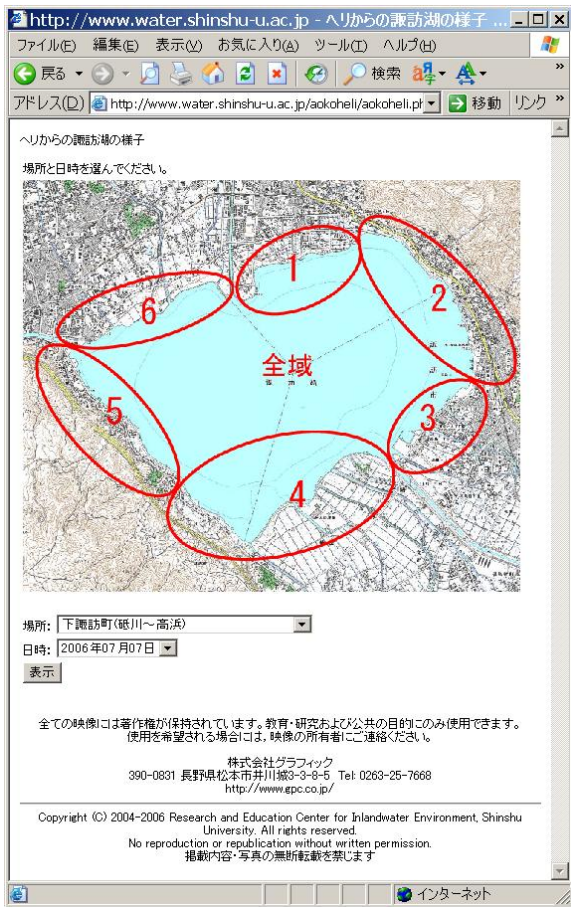 http://www.water.shinshu-u.ac.jp - ヘリからの諏訪湖の様子 ...
ファイル(F) 編集(E) 表示(V) お気に入り(A) ツール(T) ヘルプ(H)
戻る 検索 »
アドレス(D) http://www.water.shinshu-u.ac.jp/aokoheli/aokoheli.ph 移動 リンク »
ヘリからの諏訪湖の様子
場所と日時を選んでください。
1
2
6
全域
3
5
4
場所: 下諏訪町(砥川～高浜)
日時: 2006年07月07日
表示
全ての映像には著作権が保持されています。教育・研究および公共の目的にのみ使用できます。
使用を希望される場合には, 映像の所有者にご連絡ください。
株式会社グラフィック
390-0831 長野県松本市井川城3-3-8-5 Tel: 0263-25-7668
http://www.gpc.co.jp/
Copyright (C) 2004-2006 Research and Education Center for Inlandwater Environment, Shinshu
University. All rights reserved.
No reproduction or republication without written permission.
掲載内容・写真の無断転載を禁じます
インターネット